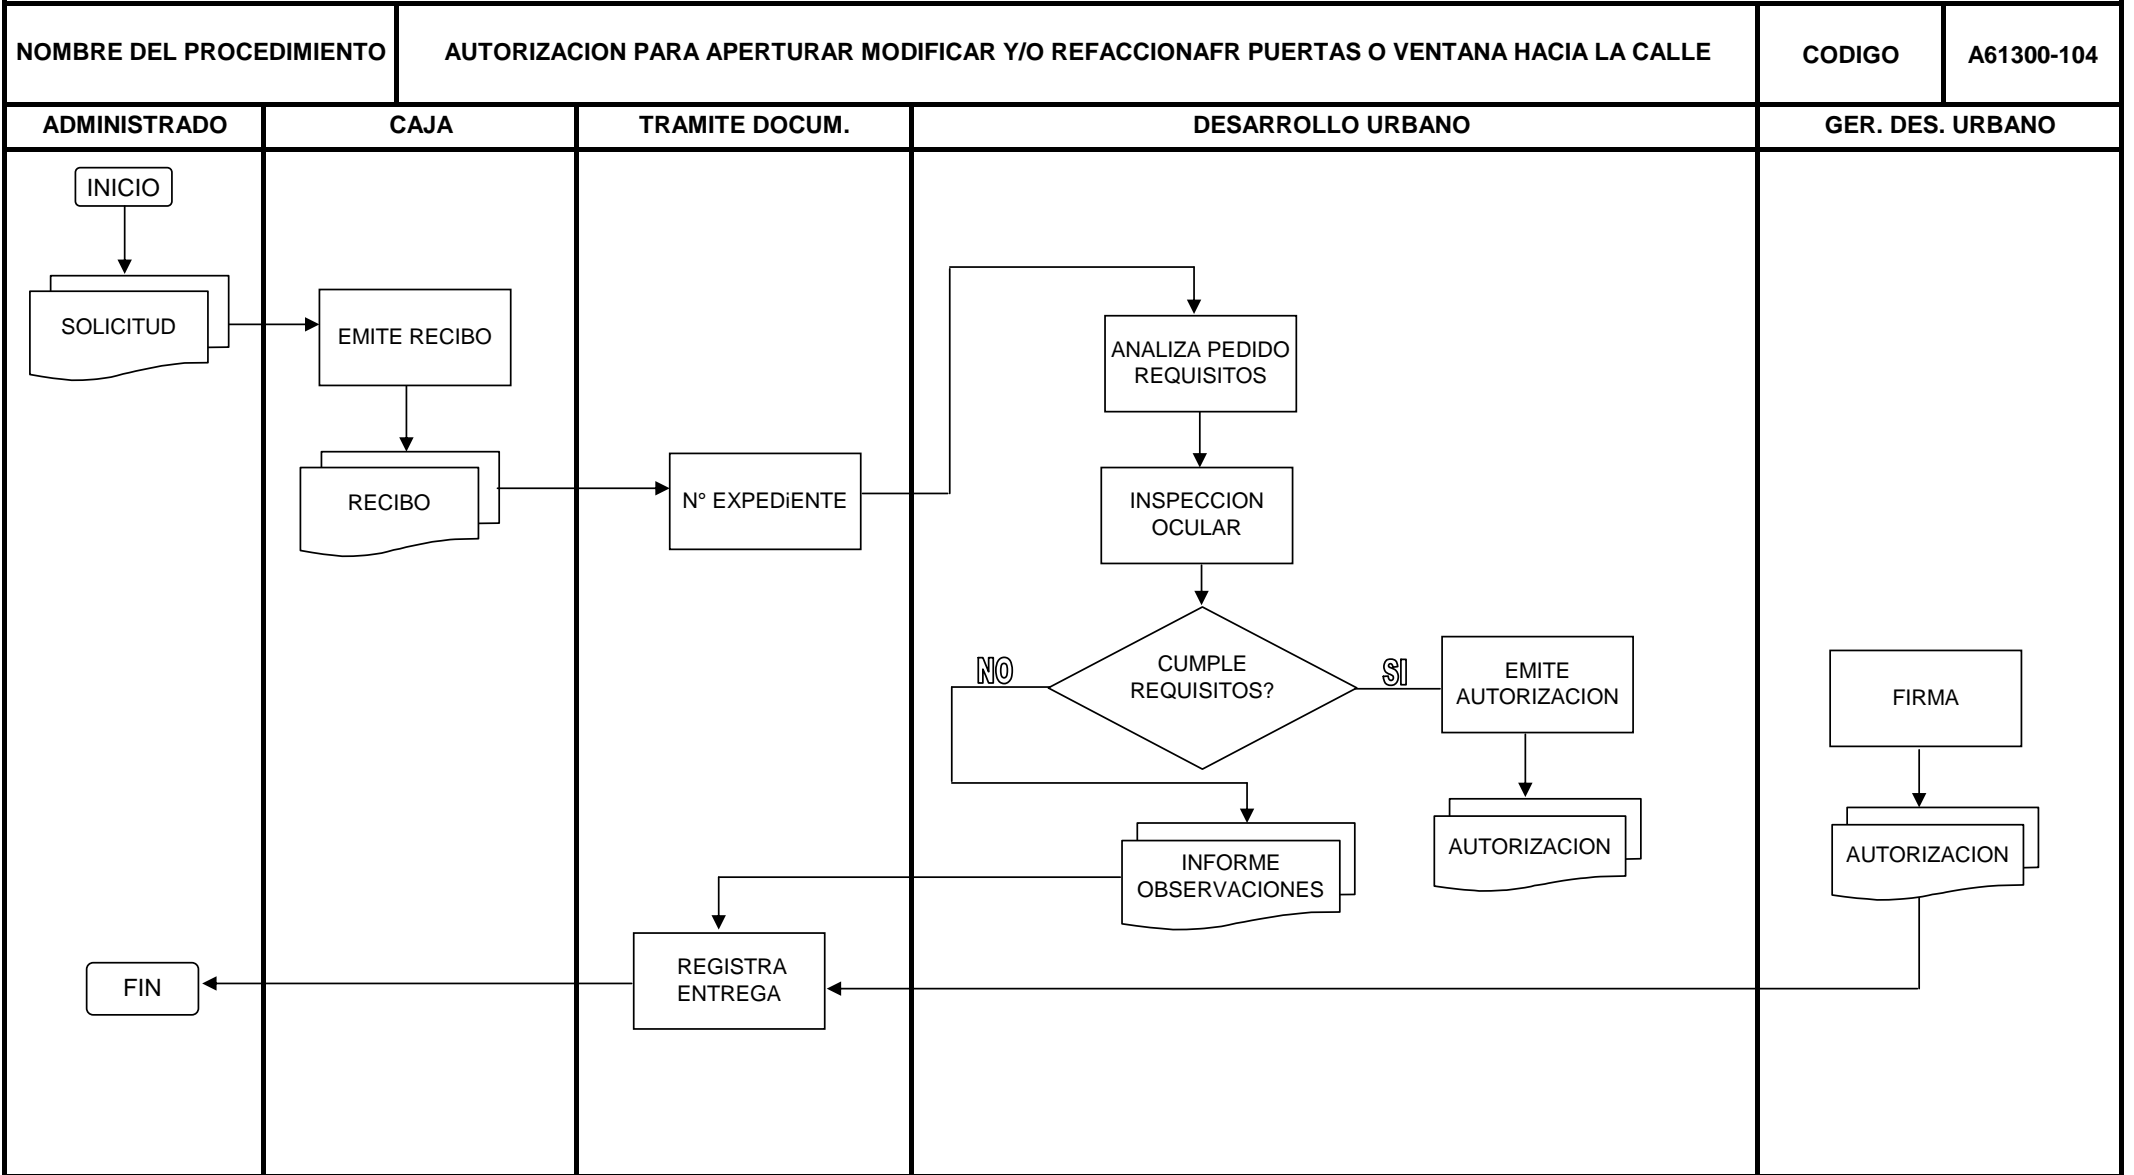 NOMBRE DEL PROCEDIMIENTO
AUTORIZACION PARA APERTURAR MODIFICAR Y/O REFACCIONAFR PUERTAS O VENTANA HACIA LA CALLE
CODIGO
A61300-104
ADMINISTRADO
CAJA
TRAMITE DOCUM.
DESARROLLO URBANO
GER. DES. URBANO
INICIO
SOLICITUD
EMITE RECIBO
RECIBO
N° EXPEDiENTE
ANALIZA PEDIDO
REQUISITOS
INSPECCION
OCULAR
CUMPLE
REQUISITOS?
NO
SI
EMITE
AUTORIZACION
FIRMA
AUTORIZACION
AUTORIZACION
INFORME
OBSERVACIONES
REGISTRA
ENTREGA
FIN